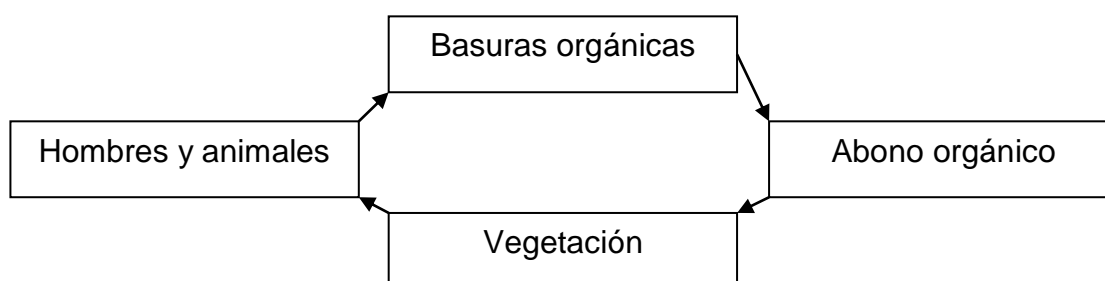 Basuras orgánicas
Hombres y animales
Abono orgánico
Vegetación